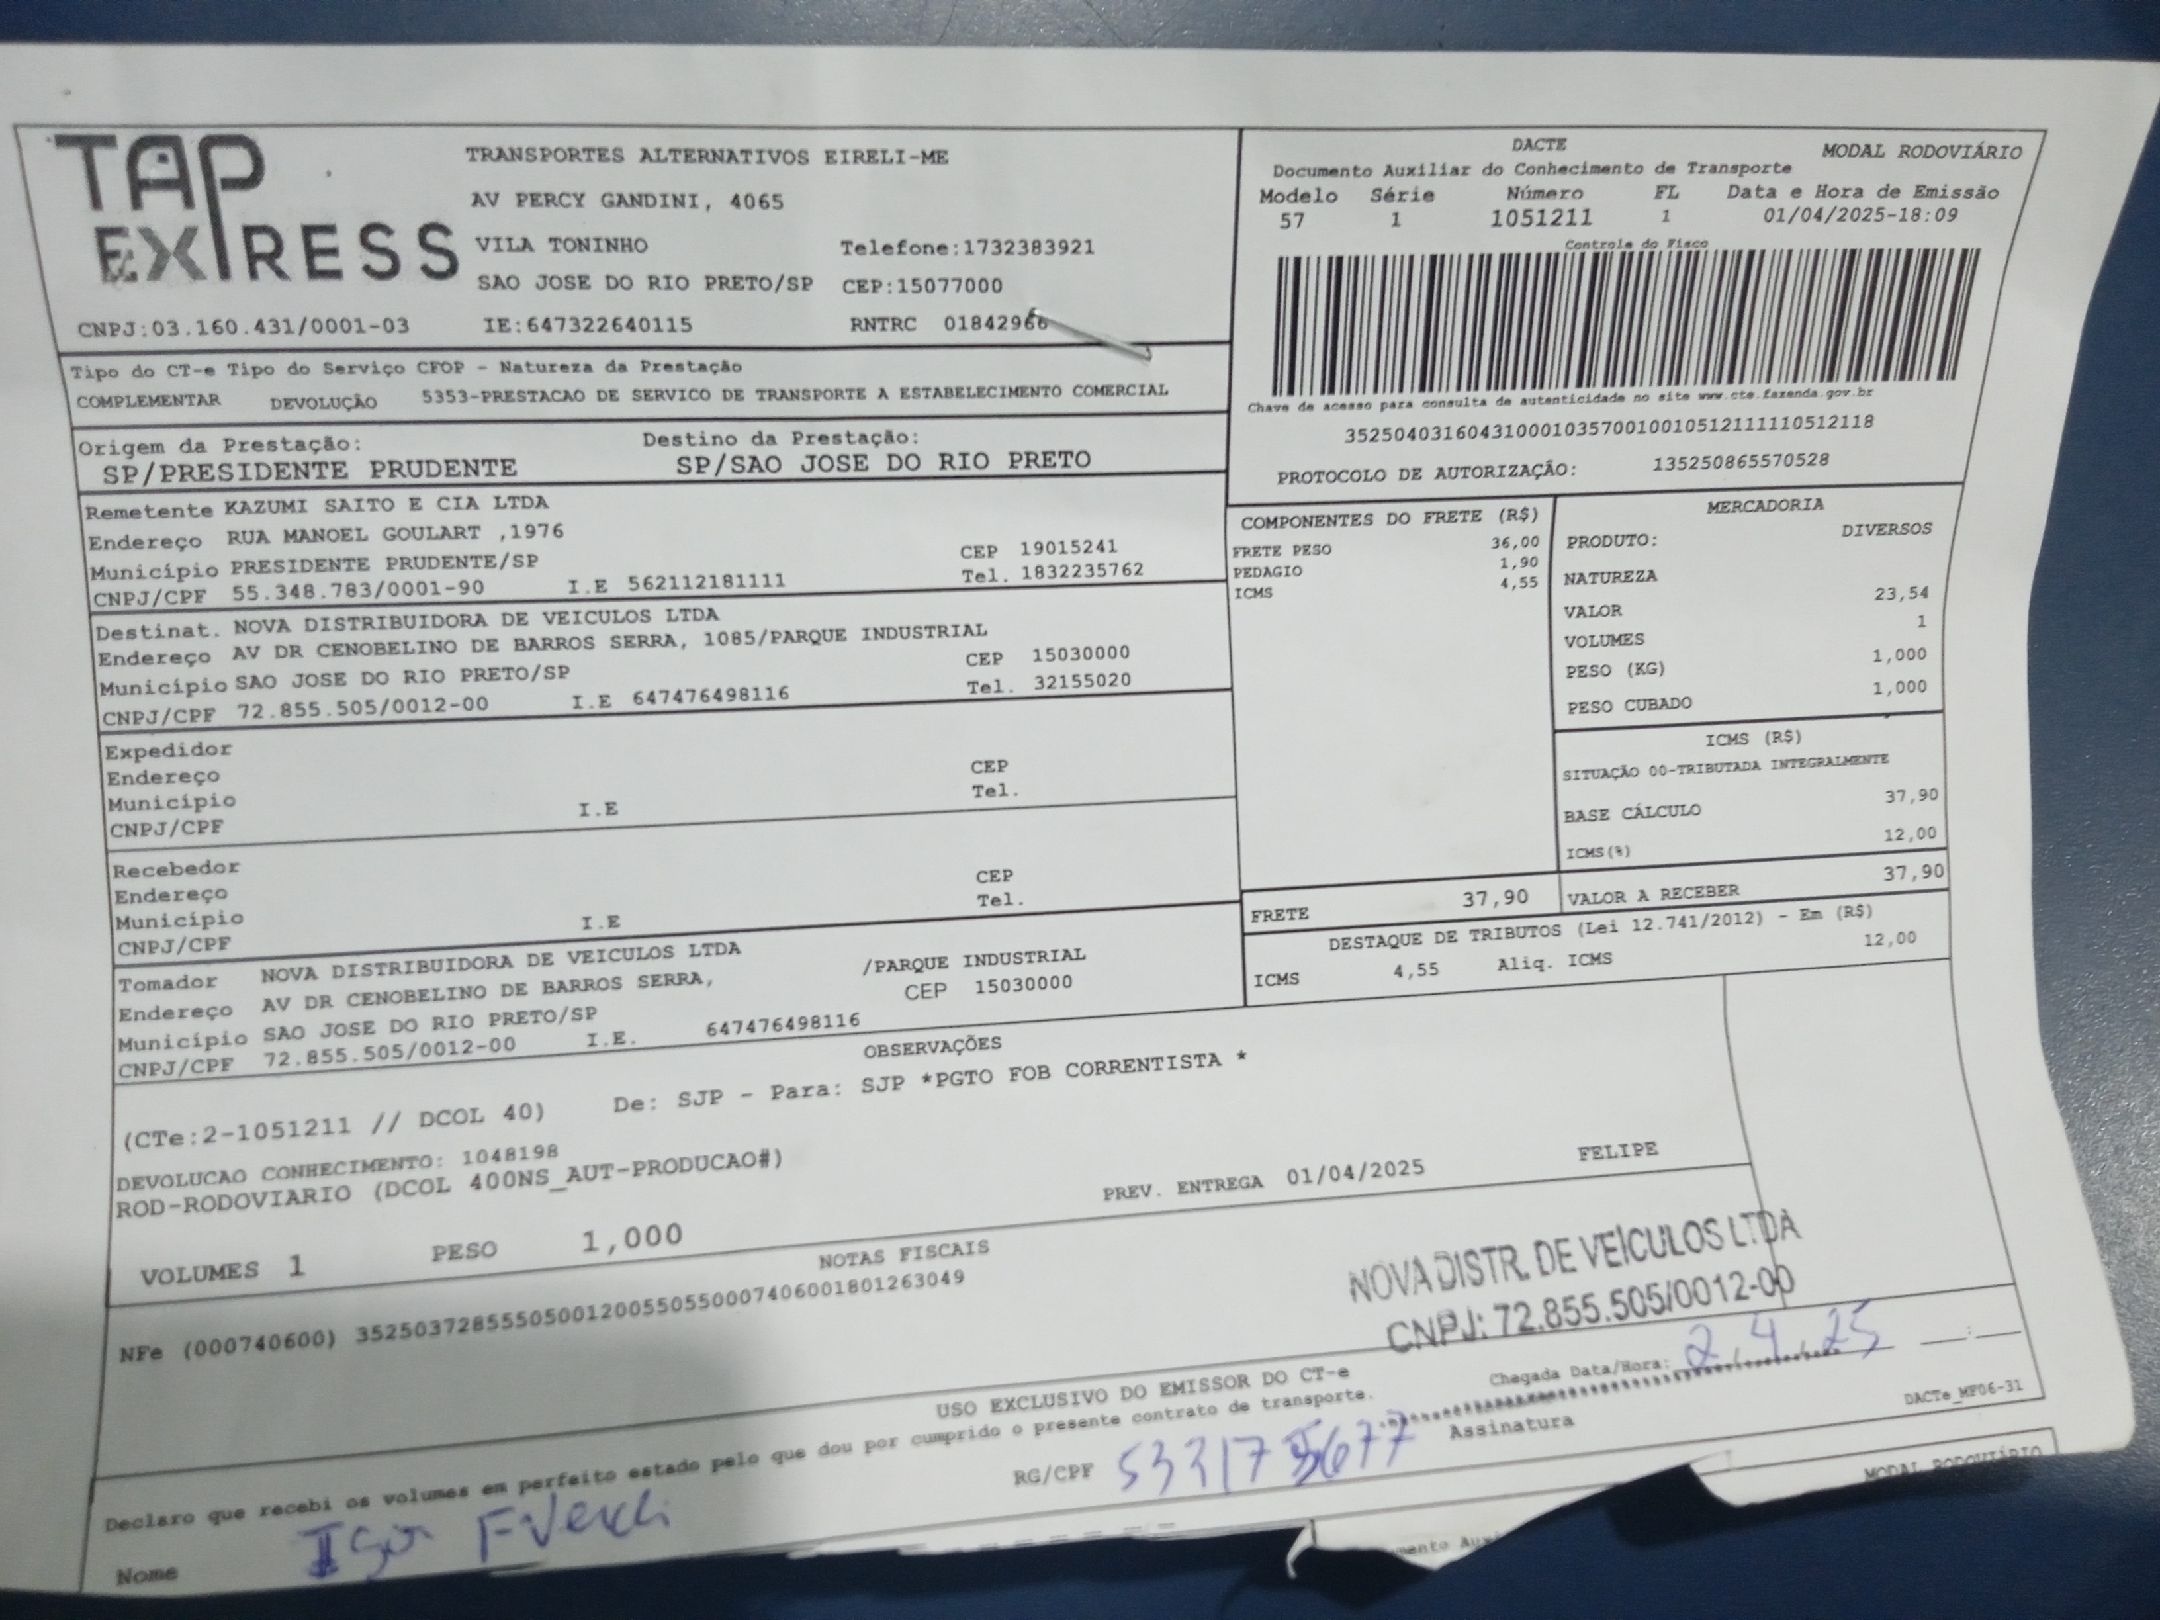 TAP EXPRESS
TRANSPORTES ALTERNATIVOS EIRELI-ME
AV PERCY GANDINI, 4065
VILA TONINHO Telefone:1732383921
SAO JOSE DO RIO PRETO/SP CEP:15077000
CNPJ:03.160.431/0001-03 IE:647322640115 RNTRC 01842966
DACTE MODAL RODOVIÁRIO
Documento Auxiliar do Conhecimento de Transporte
Modelo Série Número FL Data e Hora de Emissão
57 1 1051211 1 01/04/2025-18:09
Controle do Fisco
Chave de acesso para consulta de autenticidade no site www.cte.fazenda.gov.br
35250403160431000103570010010512111110512118
PROTOCOLO DE AUTORIZAÇÃO: 135250865570528
Tipo do CT-e Tipo do Serviço CFOP - Natureza da Prestação
COMPLEMENTAR DEVOLUÇÃO 5353-PRESTACAO DE SERVICO DE TRANSPORTE A ESTABELECIMENTO COMERCIAL
Origem da Prestação: Destino da Prestação:
SP/PRESIDENTE PRUDENTE SP/SAO JOSE DO RIO PRETO
Remetente KAZUMI SAITO E CIA LTDA
Endereço RUA MANOEL GOULART ,1976
Município PRESIDENTE PRUDENTE/SP CEP 19015241
CNPJ/CPF 55.348.783/0001-90 I.E 562112181111 Tel. 1832235762
Destinat. NOVA DISTRIBUIDORA DE VEICULOS LTDA
Endereço AV DR CENOBELINO DE BARROS SERRA, 1085/PARQUE INDUSTRIAL
Município SAO JOSE DO RIO PRETO/SP CEP 15030000
CNPJ/CPF 72.855.505/0012-00 I.E 647476498116 Tel. 32155020
Expedidor
Endereço CEP
Município I.E Tel.
CNPJ/CPF
Recebedor
Endereço CEP
Município I.E Tel.
CNPJ/CPF
Tomador NOVA DISTRIBUIDORA DE VEICULOS LTDA
Endereço AV DR CENOBELINO DE BARROS SERRA, /PARQUE INDUSTRIAL
Município SAO JOSE DO RIO PRETO/SP CEP 15030000
CNPJ/CPF 72.855.505/0012-00 I.E. 647476498116
COMPONENTES DO FRETE (R$)
FRETE PESO 36,00
PEDAGIO 1,90
ICMS 4,55
MERCADORIA
PRODUTO: DIVERSOS
NATUREZA
VALOR 23,54
VOLUMES 1
PESO (KG) 1,000
PESO CUBADO 1,000
ICMS (R$)
SITUAÇÃO 00-TRIBUTADA INTEGRALMENTE
BASE CÁLCULO 37,90
ICMS(%) 12,00
FRETE 37,90 VALOR A RECEBER 37,90
DESTAQUE DE TRIBUTOS (Lei 12.741/2012) - Em (R$)
ICMS 4,55 Aliq. ICMS 12,00
OBSERVAÇÕES
(CTe:2-1051211 // DCOL 40) De: SJP - Para: SJP *PGTO FOB CORRENTISTA *
DEVOLUCAO CONHECIMENTO: 1048198
ROD-RODOVIARIO (DCOL 400NS_AUT-PRODUCAO#)
PREV. ENTREGA 01/04/2025 FELIPE
VOLUMES 1 PESO 1,000
NOTAS FISCAIS
NFe (000740600) 35250372855505001200550550007406001801263049
NOVA DISTR. DE VEÍCULOS LTDA
CNPJ: 72.855.505/0012-00
USO EXCLUSIVO DO EMISSOR DO CT-e
Chegada Data/Hora: 2.4.25 __:__
Declaro que recebi os volumes em perfeito estado pelo que dou por cumprido o presente contrato de transporte.
Assinatura
DACTe_MF06-31
Nome Igor RG/CPF
MODAL RODOVIÁRIO